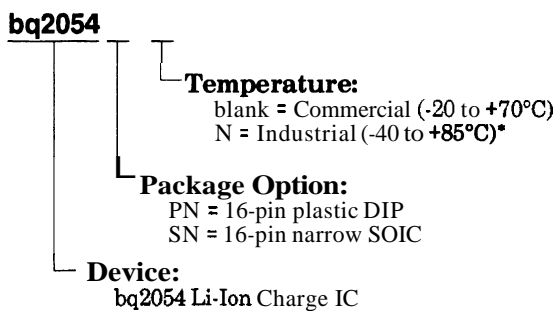 bq2054
Temperature:
blank = Commercial (-20 to +70°C)
N = Industrial (-40 to +85°C)*
Package Option:
PN = 16-pin plastic DIP
SN = 16-pin narrow SOIC
Device:
bq2054 Li-Ion Charge IC